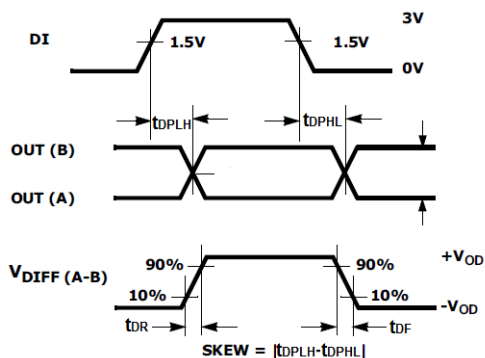 DI
1.5V
1.5V
3V
0V
tDPLH
tDPHL
OUT (B)
OUT (A)
VDIFF (A-B)
90%
90%
10%
10%
+VOD
-VOD
tDR
tDF
SKEW = |tDPLH-tDPHL|